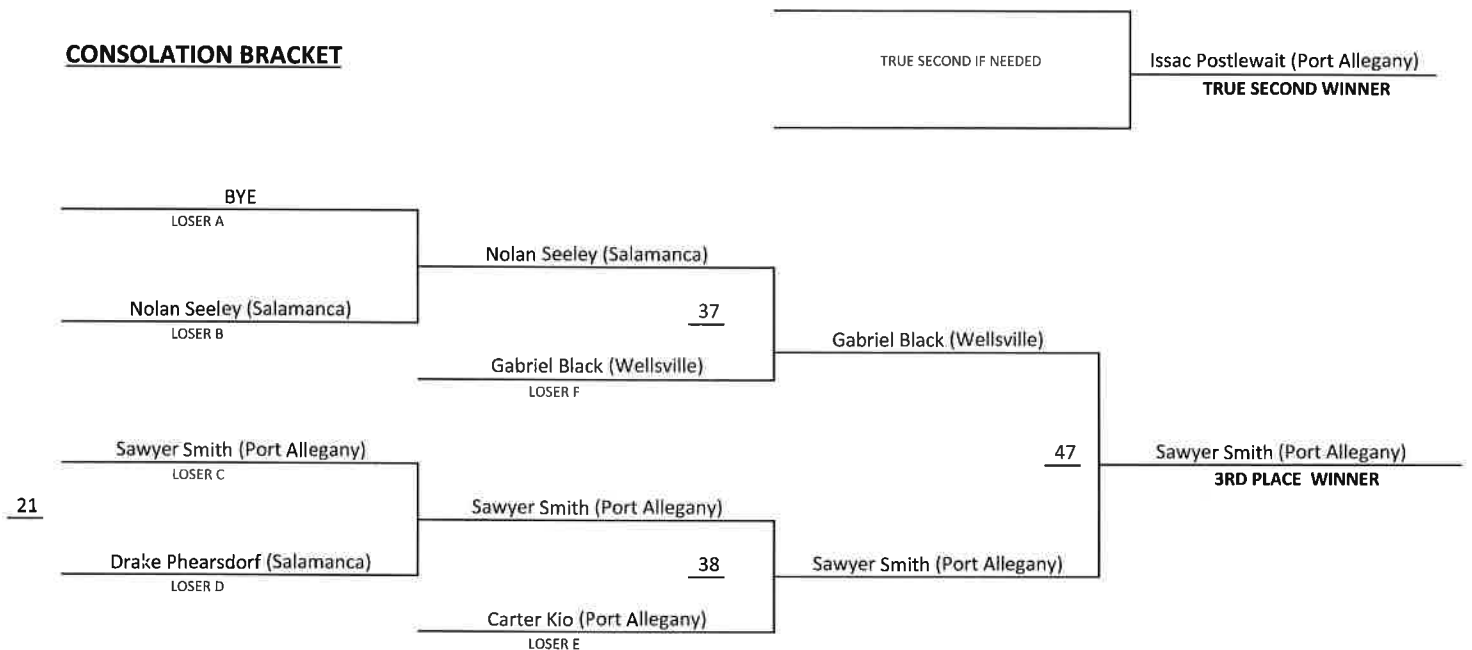 CONSOLATION BRACKET
TRUE SECOND IF NEEDED
Issac Postlewait (Port Allegany)
TRUE SECOND WINNER
BYE
LOSER A
Nolan Seeley (Salamanca)
Nolan Seeley (Salamanca)
LOSER B
37
Gabriel Black (Wellsville)
Gabriel Black (Wellsville)
LOSER F
Sawyer Smith (Port Allegany)
LOSER C
47
Sawyer Smith (Port Allegany)
3RD PLACE WINNER
21
Sawyer Smith (Port Allegany)
Drake Phearsdorf (Salamanca)
LOSER D
38
Sawyer Smith (Port Allegany)
Carter Kio (Port Allegany)
LOSER E